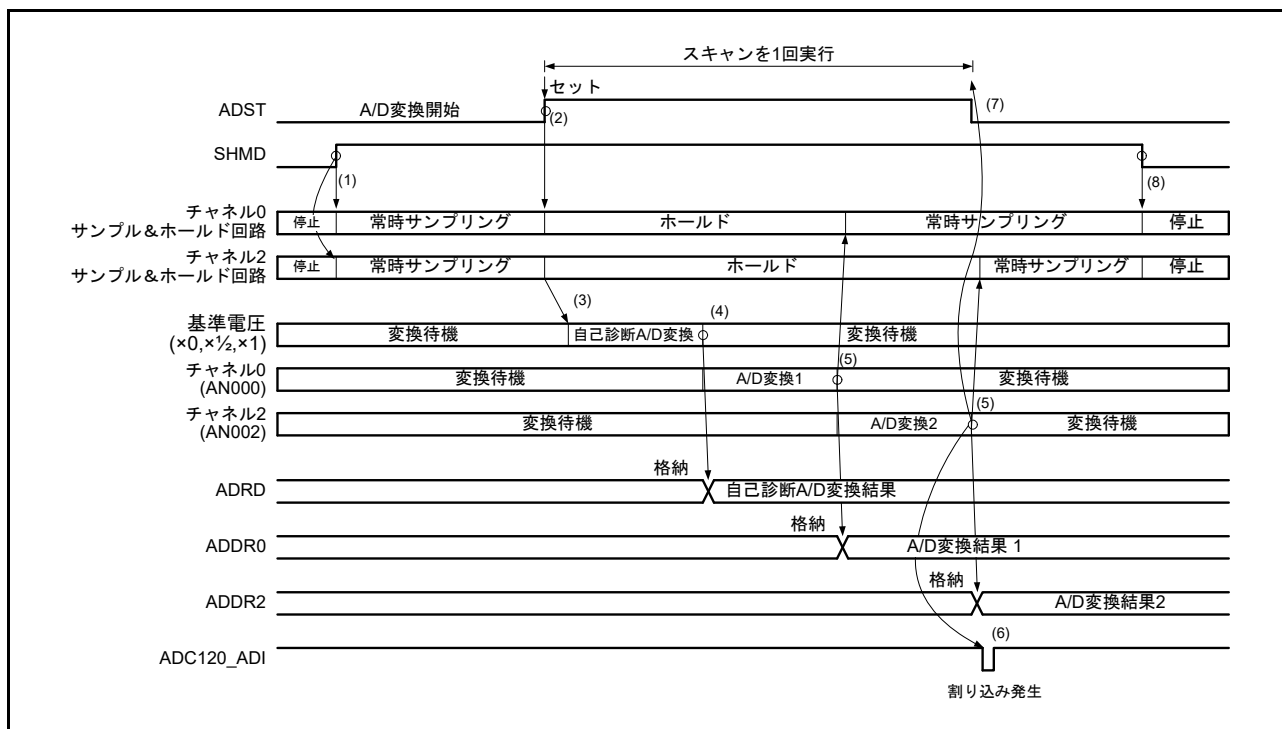 スキャンを1回実行
セット
ADST
A/D変換開始
(2)
(7)
SHMD
(1)
(8)
チャネル0
サンプル＆ホールド回路
停止
常時サンプリング
ホールド
常時サンプリング
停止
チャネル2
サンプル＆ホールド回路
停止
常時サンプリング
ホールド
常時サンプリング
停止
(3)
(4)
基準電圧
(×0,×½,×1)
変換待機
自己診断A/D変換
変換待機
(5)
チャネル0
(AN000)
変換待機
A/D変換1
変換待機
(5)
チャネル2
(AN002)
変換待機
A/D変換2
変換待機
格納
ADRD
自己診断A/D変換結果
格納
ADDR0
A/D変換結果 1
格納
ADDR2
A/D変換結果2
(6)
ADC120_ADI
割り込み発生